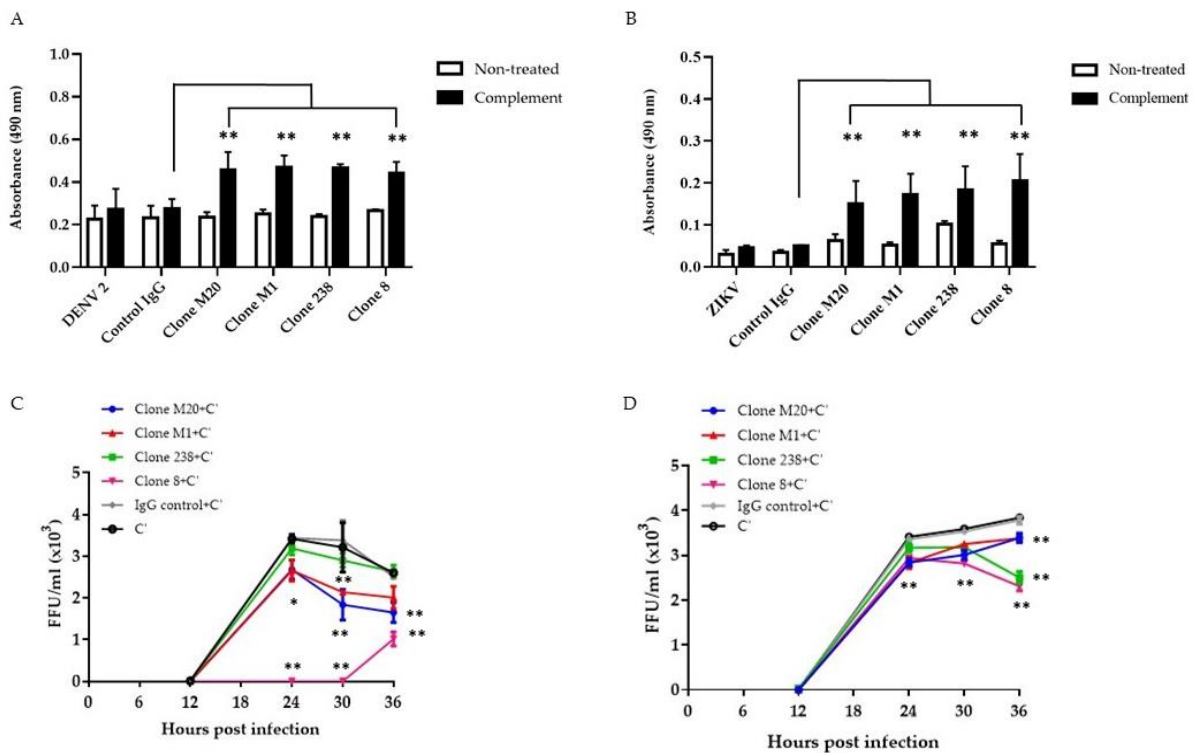 A
Absorbance (490 nm)
1.0
0.8
0.6
0.4
0.2
0.0
** ** ** **
Non-treated
Complement
DENV 2
Control IgG
Clone M20
Clone M1
Clone 238
Clone 8
B
Absorbance (490 nm)
0.5
0.4
0.3
0.2
0.1
0.0
** ** ** **
Non-treated
Complement
ZIKV
Control IgG
Clone M20
Clone M1
Clone 238
Clone 8
C
Clone M20+C'
Clone M1+C'
Clone 238+C'
Clone 8+C'
IgG control+C'
C'
FFU/ml (x10³)
5
4
3
2
1
0
**
*
**
**
**
** **
0 6 12 18 24 30 36
Hours post infection
D
Clone M20+C'
Clone M1+C'
Clone 238+C'
Clone 8+C'
IgG control+C'
C'
FFU/ml (x10³)
5
4
3
2
1
0
**
**
** **
**
0 6 12 18 24 30 36
Hours post infection